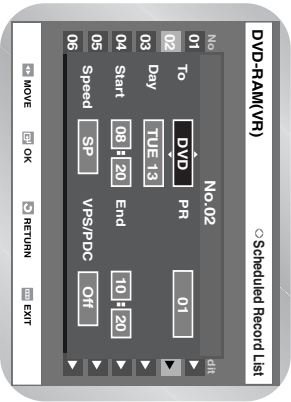 DVD-RAM(VR)
Scheduled Record List
No
No.02
dit
01
02
03
04
05
06
To DVD PR 01
Day TUE 13
Start 08 : 20 End 10 : 20
Speed SP VPS/PDC Off
MOVE OK RETURN EXIT